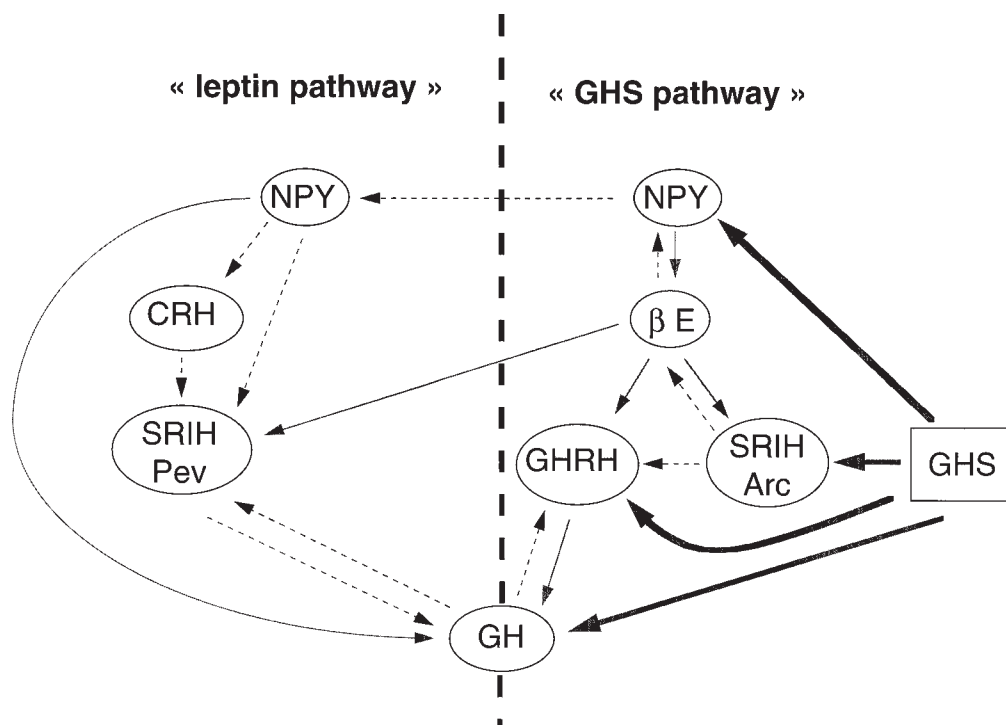 « leptin pathway »
« GHS pathway »
NPY
NPY
CRH
β E
SRIH
Pev
GHRH
SRIH
Arc
GHS
GH